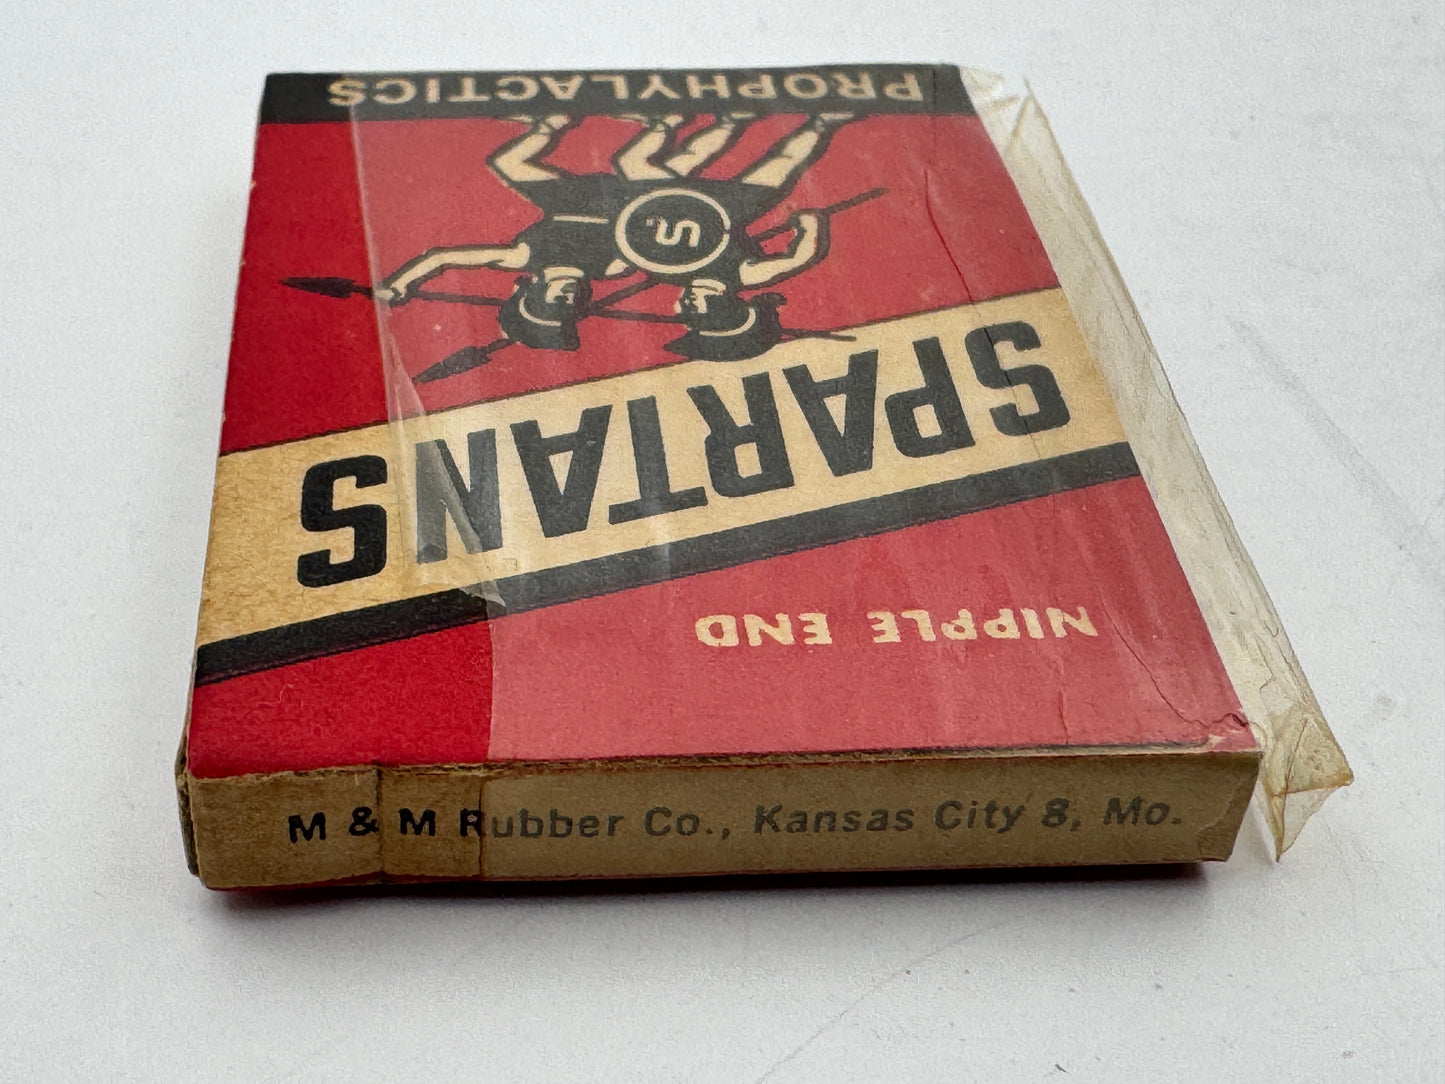 NIPPLE END
SPARTANS
S
PROPHYLACTICS
M & M Rubber Co., Kansas City 8, Mo.